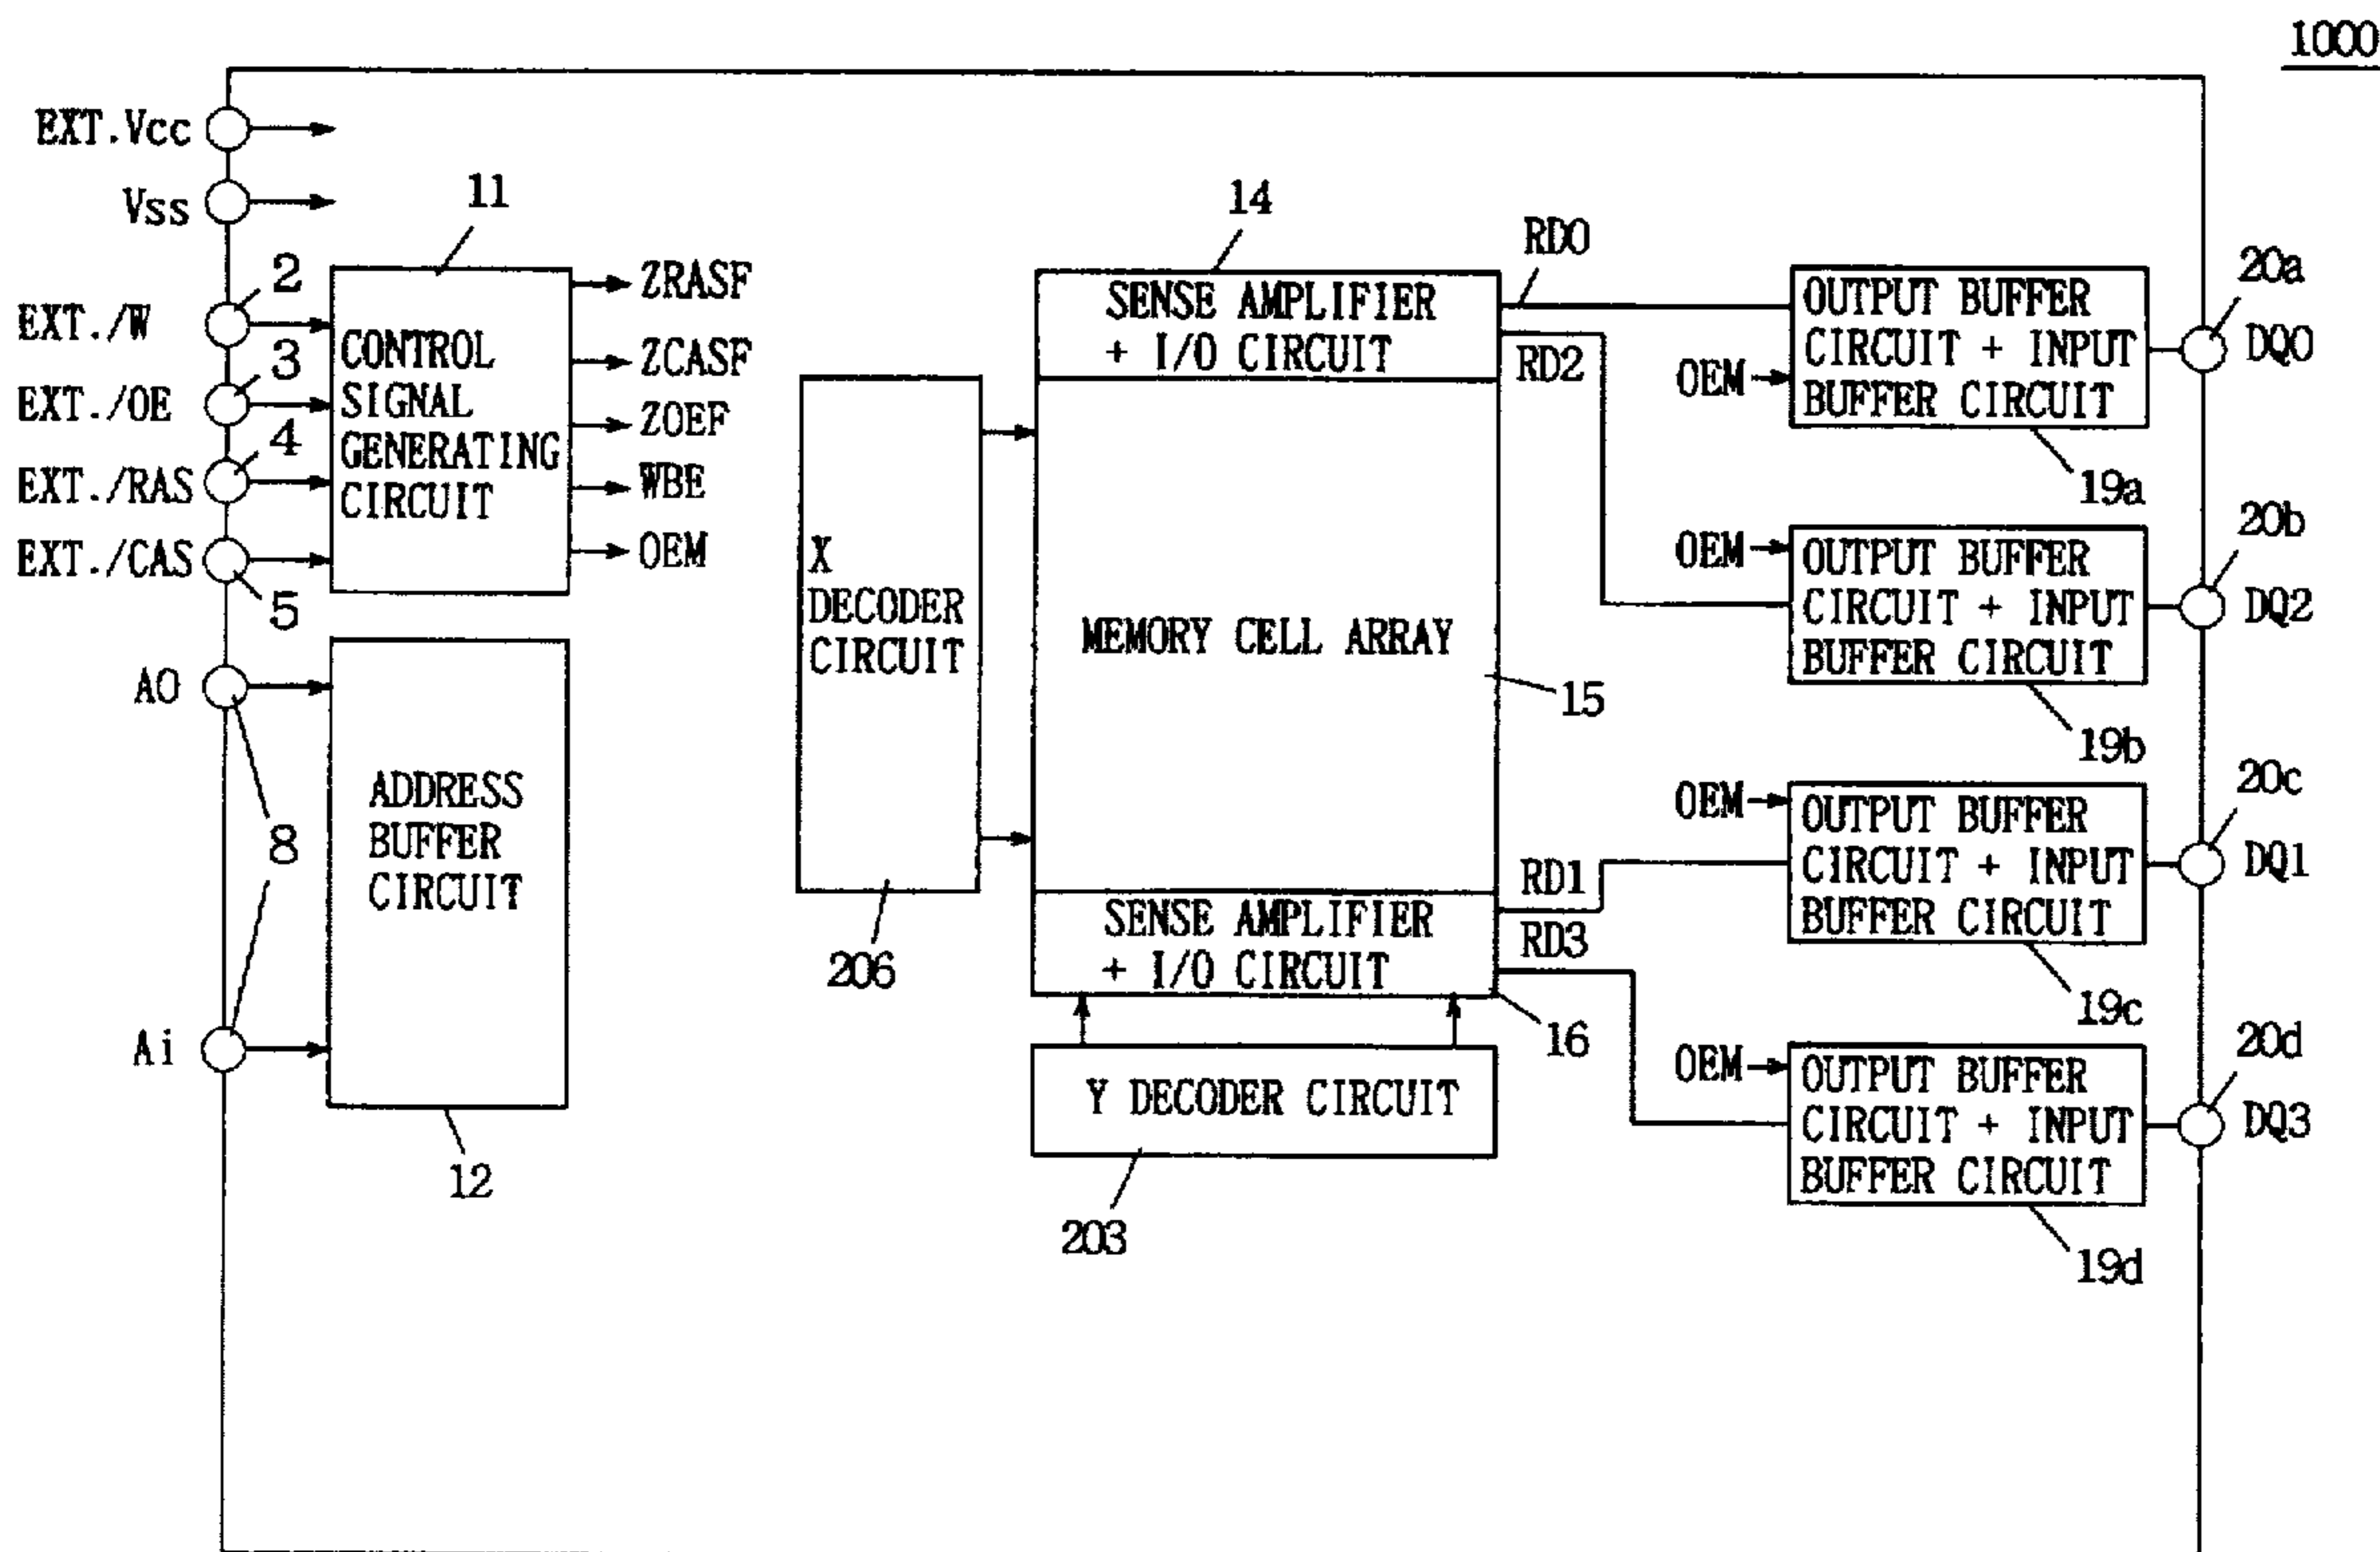 1000
EXT.Vcc
Vss
EXT./W
2
EXT./OE
3
EXT./RAS
4
EXT./CAS
5
11
CONTROL
SIGNAL
GENERATING
CIRCUIT
ZRASF
ZCASF
ZOEF
WBE
OEM
A0
8
Ai
ADDRESS
BUFFER
CIRCUIT
12
X
DECODER
CIRCUIT
206
14
SENSE AMPLIFIER
+ I/O CIRCUIT
MEMORY CELL ARRAY
15
SENSE AMPLIFIER
+ I/O CIRCUIT
16
Y DECODER CIRCUIT
203
RD0
RD2
RD1
RD3
OEM
OUTPUT BUFFER
CIRCUIT + INPUT
BUFFER CIRCUIT
19a
20a
DQ0
OEM
OUTPUT BUFFER
CIRCUIT + INPUT
BUFFER CIRCUIT
19b
20b
DQ2
OEM
OUTPUT BUFFER
CIRCUIT + INPUT
BUFFER CIRCUIT
19c
20c
DQ1
OEM
OUTPUT BUFFER
CIRCUIT + INPUT
BUFFER CIRCUIT
19d
20d
DQ3